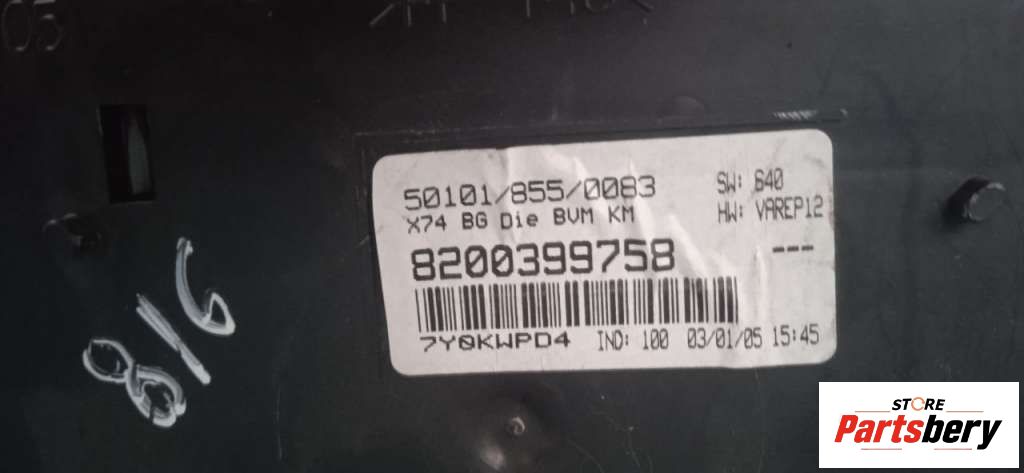 05
50101/855/0083
SW: 640
X74 BG Die BVM KM
HW: VAREP12
8200399758
---
7Y0KWPD4 IND: 100 03/01/05 15:45
816
STORE
Partsbery